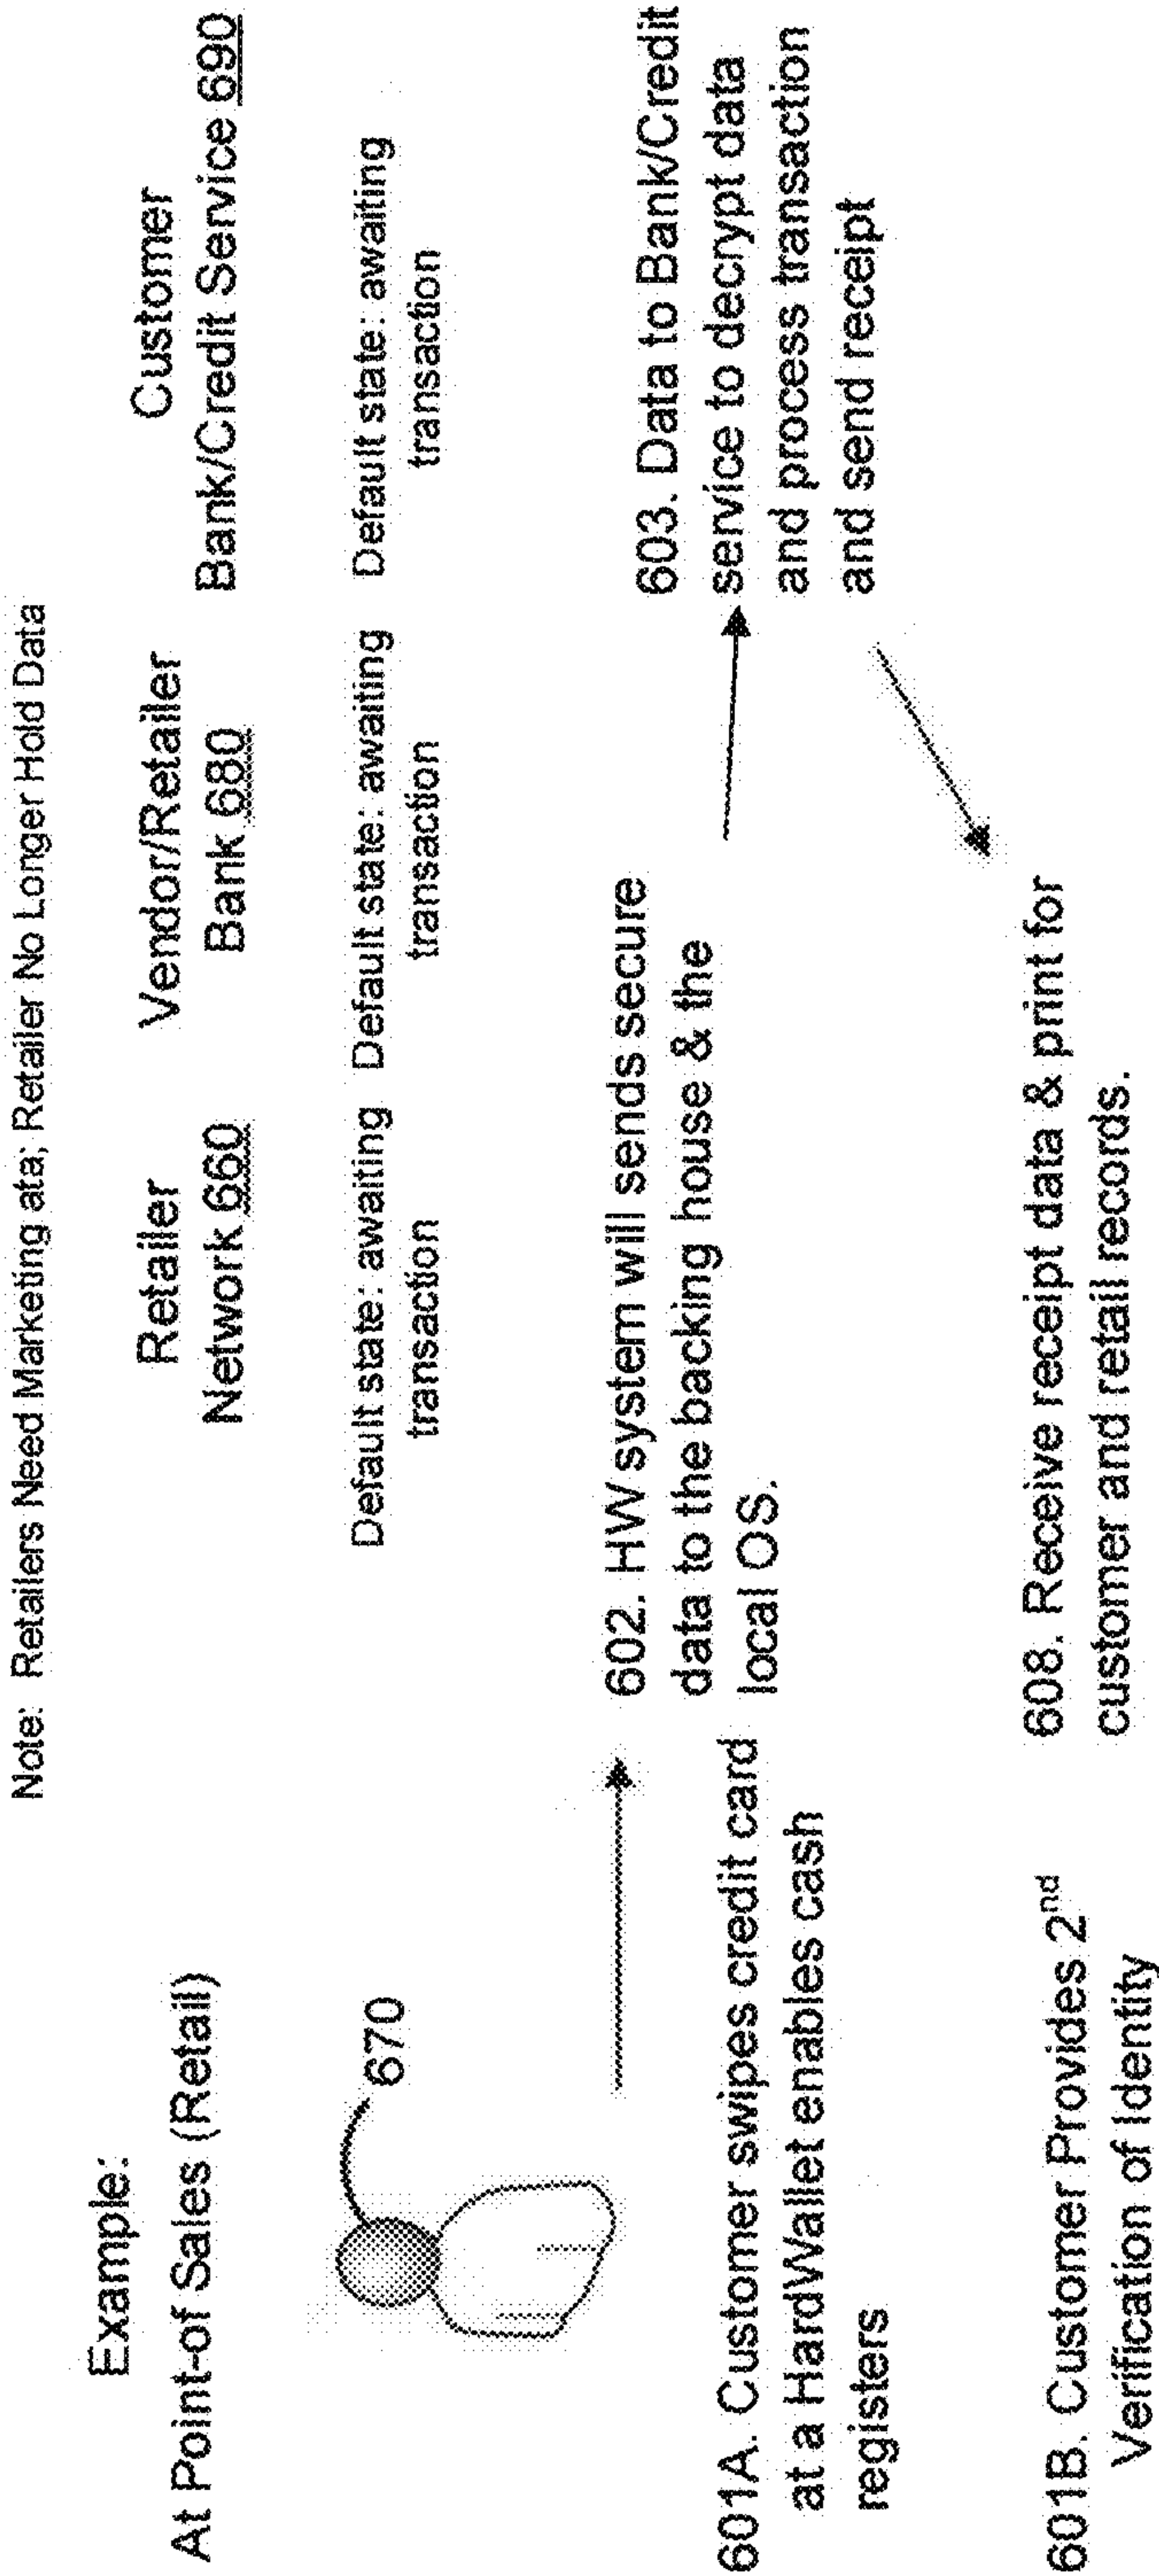 Note: Retailers Need Marketing ata; Retailer No Longer Hold Data
Example:
At Point-of Sales (Retail)
Retailer
Network 660
Vendor/Retailer
Bank 680
Customer
Bank/Credit Service 690
Default state: awaiting
transaction
Default state: awaiting
transaction
Default state: awaiting
transaction
670
601A. Customer swipes credit card
at a HardWallet enables cash
registers
602. HW system will sends secure
data to the backing house & the
local OS.
603. Data to Bank/Credit
service to decrypt data
and process transaction
and send receipt
601B. Customer Provides 2nd
Verification of Identity
608. Receive receipt data & print for
customer and retail records.